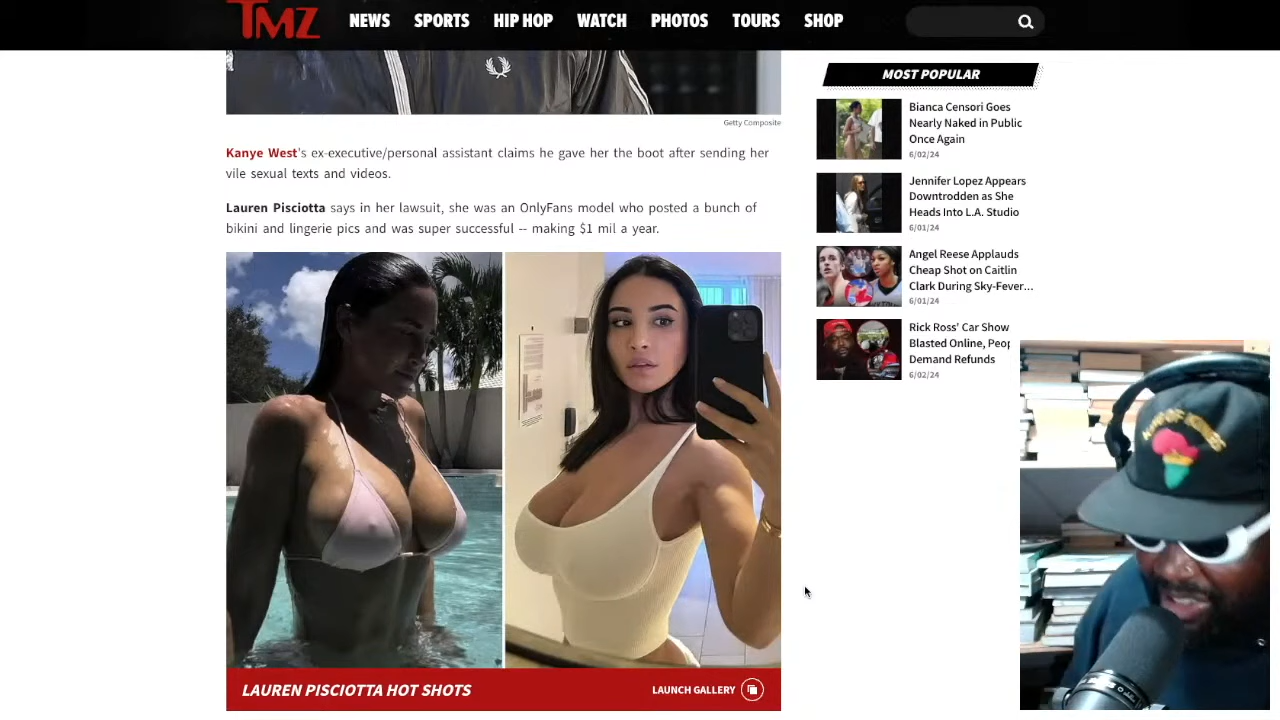 TMZ
NEWS SPORTS HIP HOP WATCH PHOTOS TOURS SHOP
Getty Composite
Kanye West's ex-executive/personal assistant claims he gave her the boot after sending her
vile sexual texts and videos.
Lauren Pisciotta says in her lawsuit, she was an OnlyFans model who posted a bunch of
bikini and lingerie pics and was super successful -- making $1 mil a year.
LAUREN PISCIOTTA HOT SHOTS
LAUNCH GALLERY
MOST POPULAR
Bianca Censori Goes
Nearly Naked in Public
Once Again
6/02/24
Jennifer Lopez Appears
Downtrodden as She
Heads Into L.A. Studio
6/01/24
Angel Reese Applauds
Cheap Shot on Caitlin
Clark During Sky-Fever...
6/01/24
Rick Ross' Car Show
Blasted Online,
Demand Refunds
6/02/24